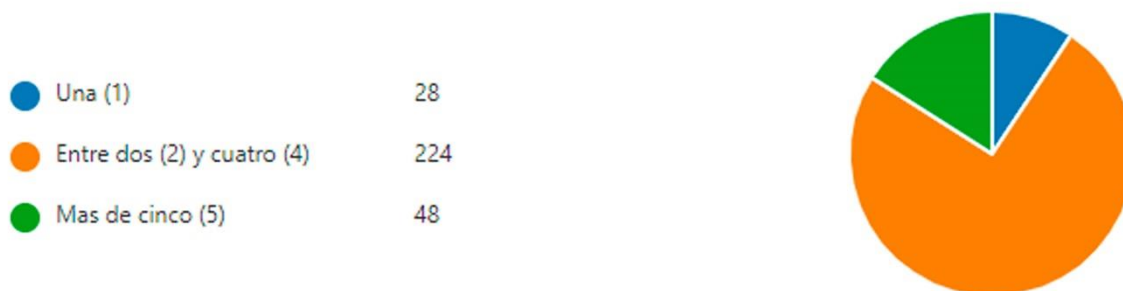 Una (1) 28
Entre dos (2) y cuatro (4) 224
Mas de cinco (5) 48